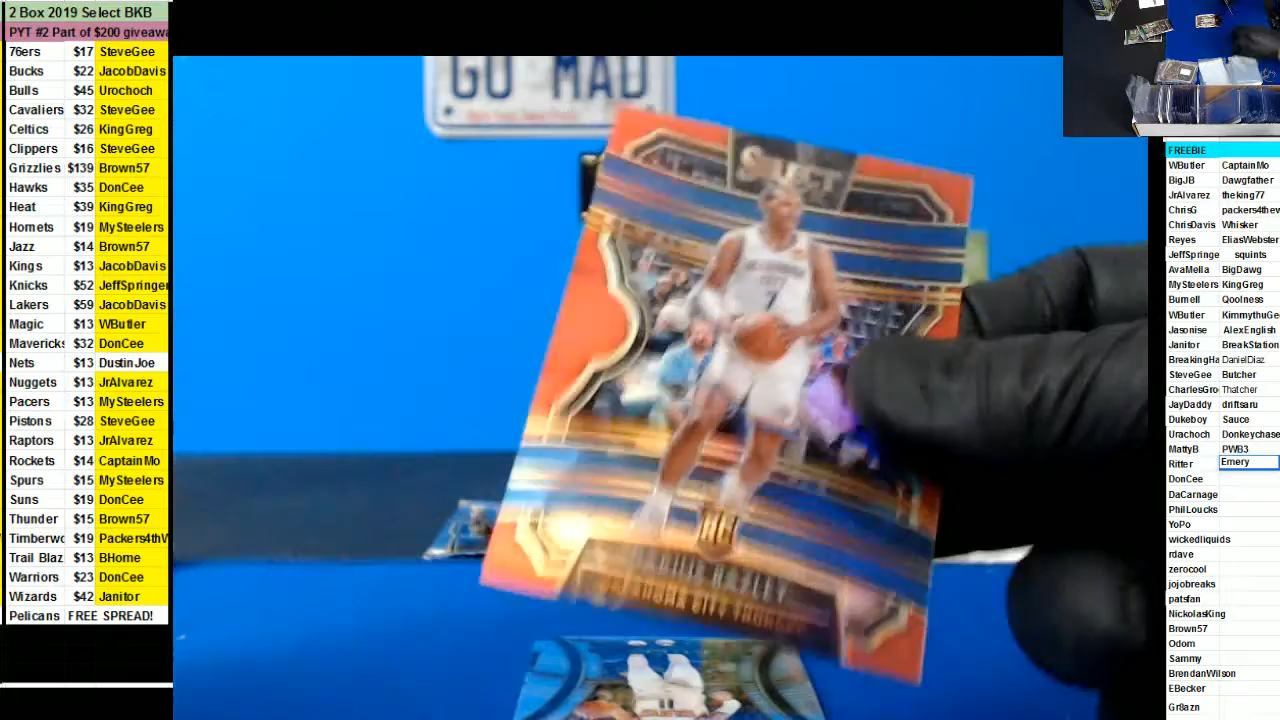 2 Box 2019 Select BKB
PYT #2 Part of $200 giveawa
76ers $17 SteveGee
Bucks $22 JacobDavis
Bulls $45 Urochoch
Cavaliers $32 SteveGee
Celtics $26 KingGreg
Clippers $16 SteveGee
Grizzlies $139 Brown57
Hawks $35 DonCee
Heat $39 KingGreg
Hornets $19 MySteelers
Jazz $14 Brown57
Kings $13 JacobDavis
Knicks $52 JeffSpringer
Lakers $59 JacobDavis
Magic $13 WButler
Mavericks $32 DonCee
Nets $13 DustinJoe
Nuggets $13 JrAlvarez
Pacers $13 MySteelers
Pistons $28 SteveGee
Raptors $13 JrAlvarez
Rockets $14 CaptainMo
Spurs $15 MySteelers
Suns $19 DonCee
Thunder $15 Brown57
Timberwo $19 Packers4thW
Trail Blaz $13 BHome
Warriors $23 DonCee
Wizards $42 Janitor
Pelicans FREE SPREAD!
GO MAD
SELECT
7
FREEBIE
WButler CaptainMo
BigJB Dawgfather
JrAlvarez theking77
ChrisG packers4thew
ChrisDavis Whisker
Reyes EliasWebster
JeffSpringe squints
AvaMella BigDawg
MySteelers KingGreg
Burnell Qoolness
WButler KimmythuGe
Jasonise AlexEnglish
Janitor BreakStation
BreakingHa DanielDiaz
SteveGee Butcher
CharlesGro Thatcher
JayDaddy driftsaru
Dukeboy Sauce
Urachoch Donkeychase
MattyB PWB3
Ritter Emery
DonCee
DaCarnage
PhilLoucks
YoPo
wickedliquids
rdave
zerocool
jojobreaks
patsfan
NickolasKing
Brown57
Odom
Sammy
BrendanWilson
EBecker
Gr8azn